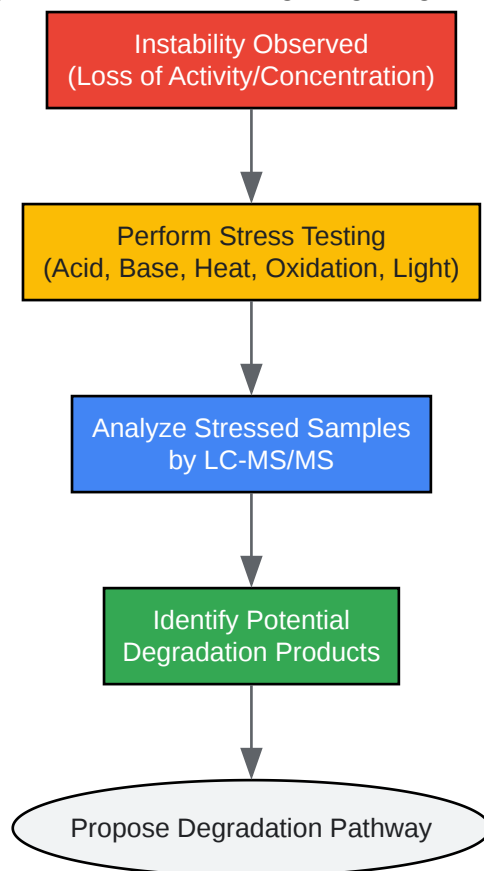 Instability Observed
(Loss of Activity/Concentration)
Perform Stress Testing
(Acid, Base, Heat, Oxidation, Light)
Analyze Stressed Samples
by LC-MS/MS
Identify Potential
Degradation Products
Propose Degradation Pathway